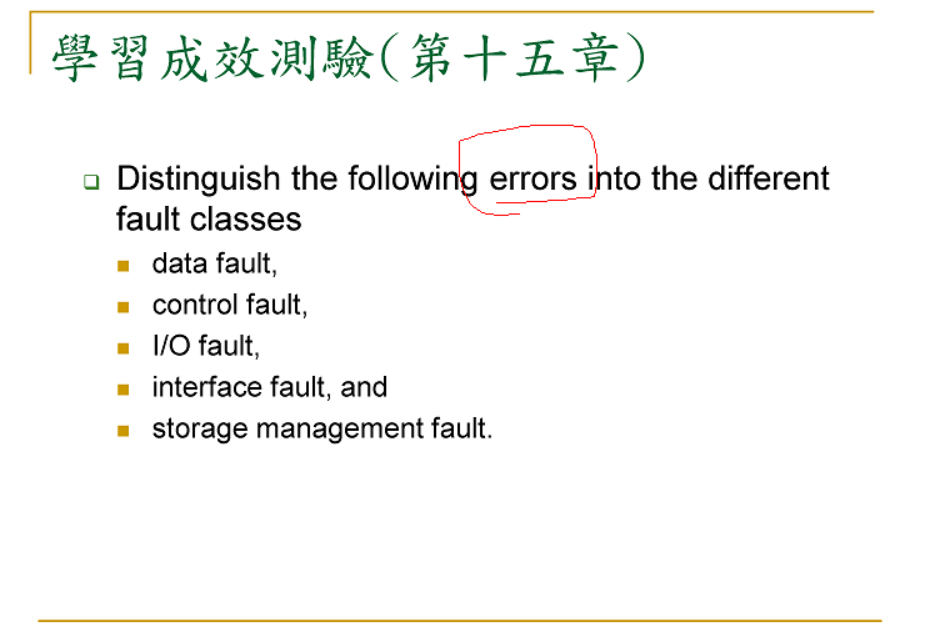 學習成效測驗(第十五章)
Distinguish the following errors into the different
fault classes
data fault,
control fault,
I/O fault,
interface fault, and
storage management fault.